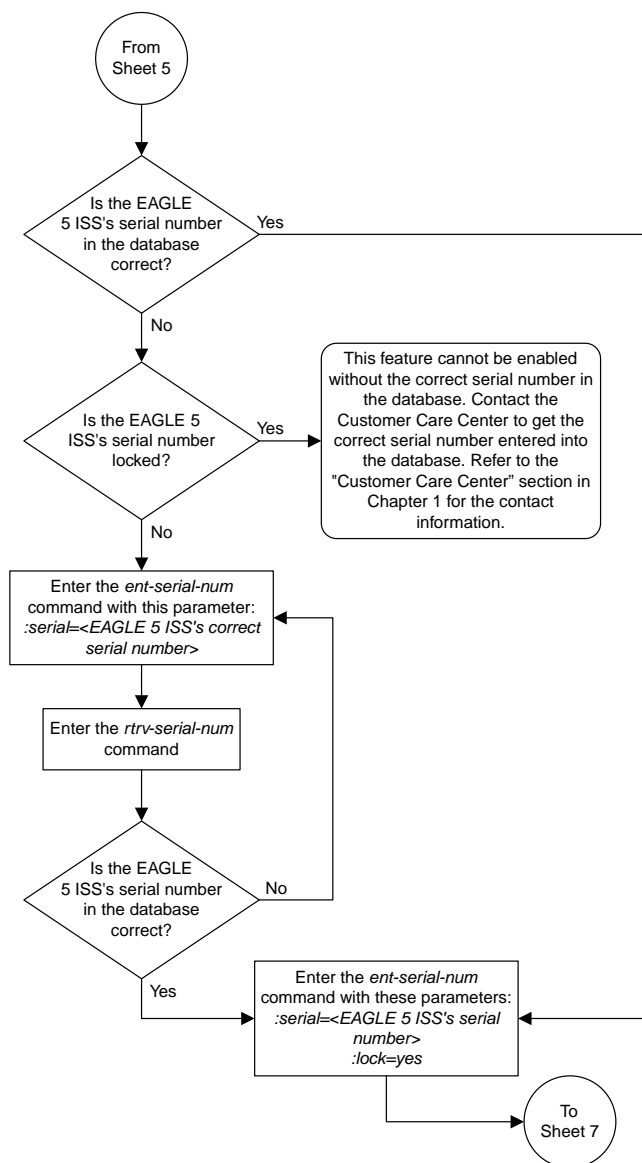 From
Sheet 5
Is the EAGLE
5 ISS's serial number
in the database
correct?
Yes
No
Is the EAGLE 5
ISS's serial number
locked?
Yes
This feature cannot be enabled
without the correct serial number in
the database. Contact the
Customer Care Center to get the
correct serial number entered into
the database. Refer to the
"Customer Care Center” section in
Chapter 1 for the contact
information.
No
Enter the ent-serial-num
command with this parameter:
:serial=<EAGLE 5 ISS's correct
serial number>
Enter the rtrv-serial-num
command
Is the EAGLE
5 ISS's serial number
in the database
correct?
No
Yes
Enter the ent-serial-num
command with these parameters:
:serial=<EAGLE 5 ISS's serial
number>
:lock=yes
To
Sheet 7